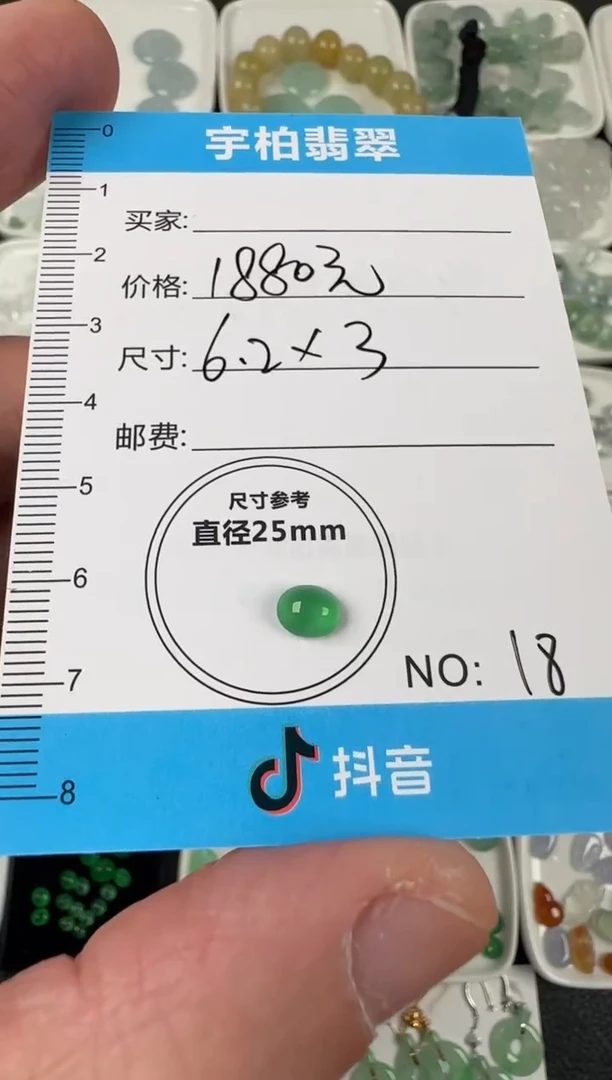 宇柏翡翠
买家:
价格: 1880元
尺寸: 6.2×3
邮费:
尺寸参考
直径25mm
NO: 18
抖音
0
1
2
3
4
5
6
7
8